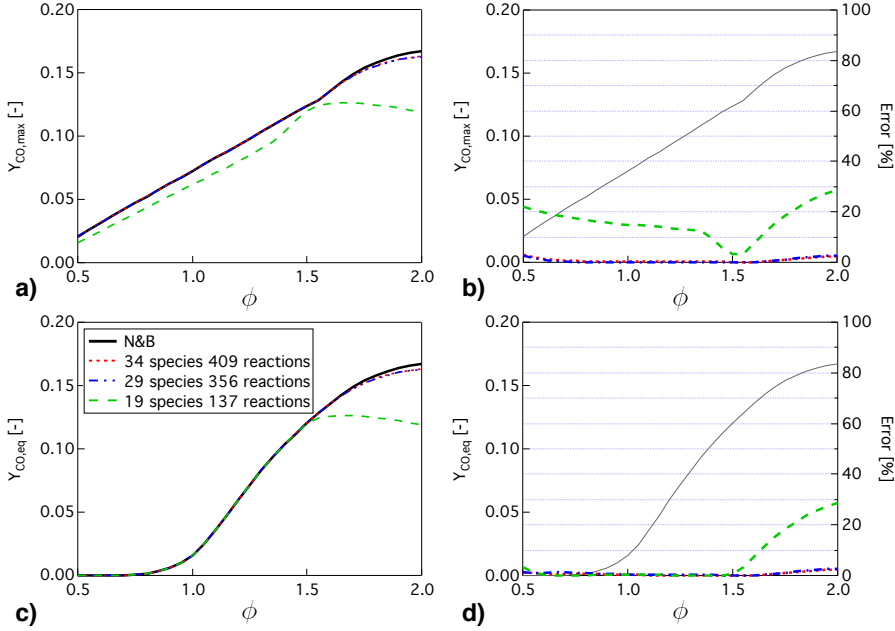 0.20
0.15
0.10
0.05
0.00
Y_CO,max [-]
0.5 1.0 1.5 2.0
ϕ
a)
0.20
0.15
0.10
0.05
0.00
Y_CO,max [-]
100
80
60
40
20
0
Error [%]
0.5 1.0 1.5 2.0
ϕ
b)
0.20
0.15
0.10
0.05
0.00
Y_CO,eq [-]
N&B
34 species 409 reactions
29 species 356 reactions
19 species 137 reactions
0.5 1.0 1.5 2.0
ϕ
c)
0.20
0.15
0.10
0.05
0.00
Y_CO,eq [-]
100
80
60
40
20
0
Error [%]
0.5 1.0 1.5 2.0
ϕ
d)